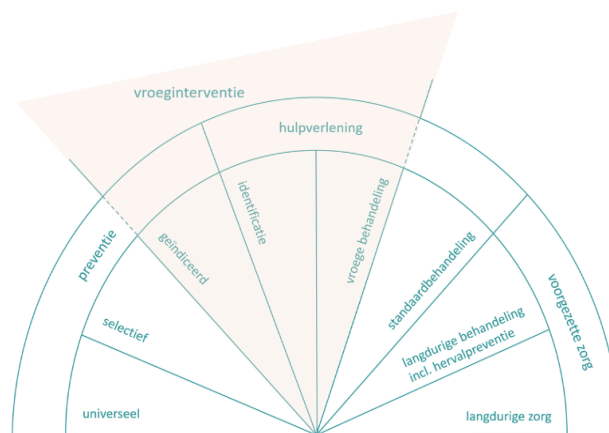 vroeginterventie
hulpverlening
preventie
voorgezette zorg
universeel
selectief
geïndiceerd
identificatie
vroege behandeling
standaardbehandeling
langdurige behandeling
incl. hervalpreventie
langdurige zorg